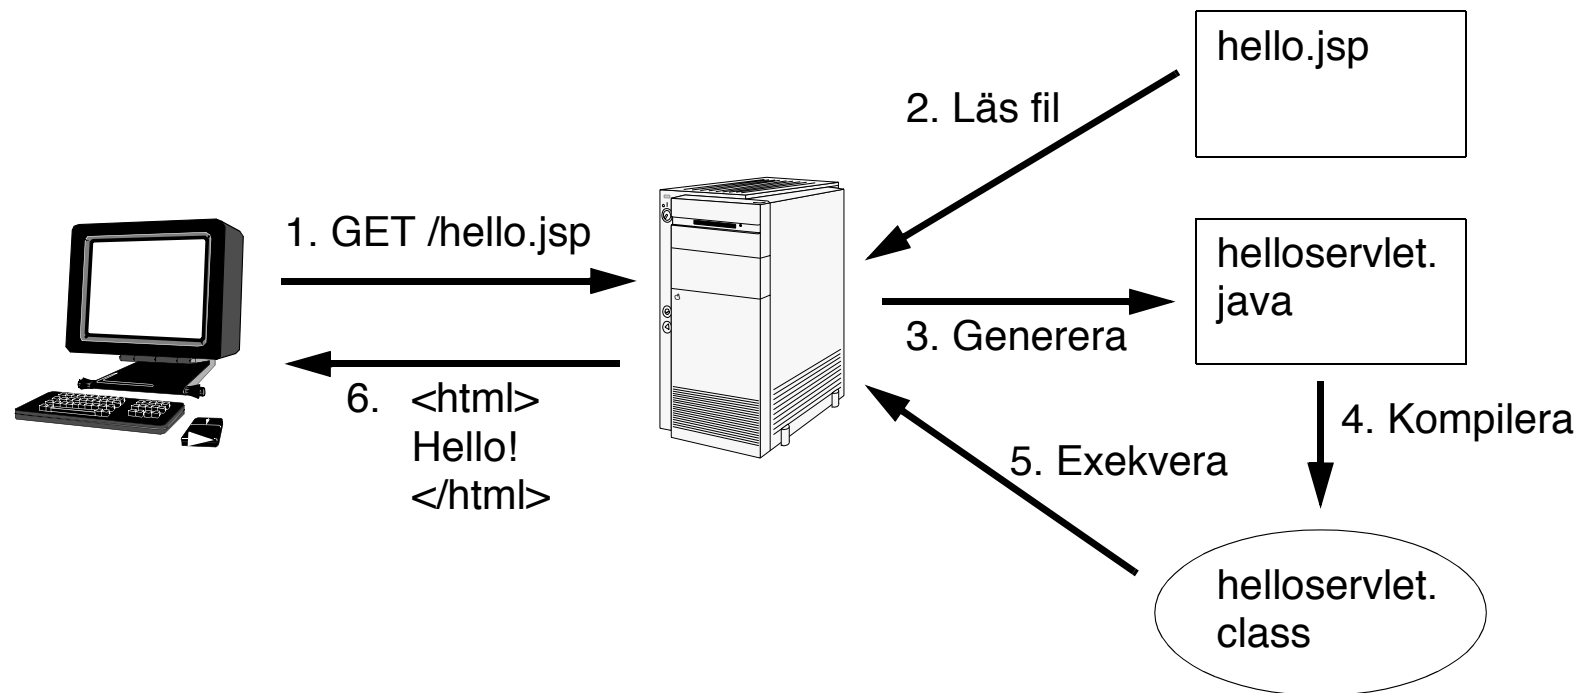 hello.jsp
2. Läs fil
1. GET /hello.jsp
helloservlet.
java
3. Generera
6. <html>
Hello!
</html>
4. Kompilera
5. Exekvera
helloservlet.
class